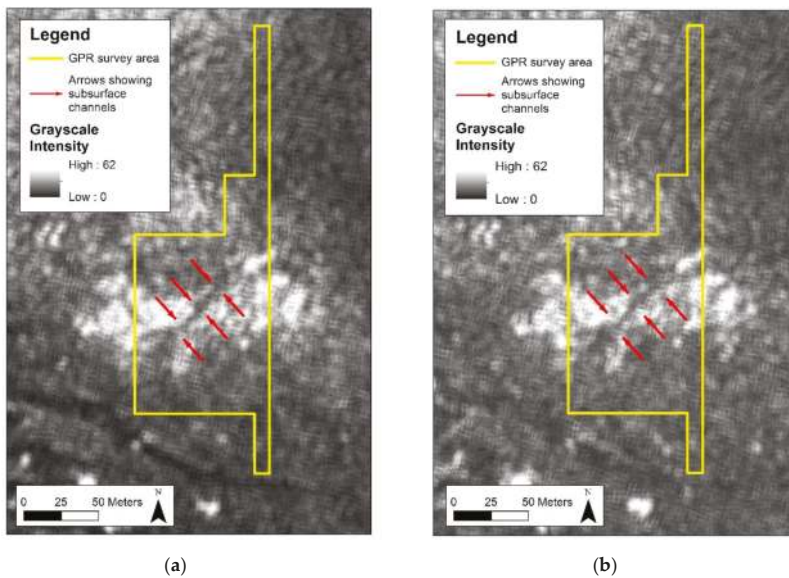 Legend
GPR survey area
Arrows showing
subsurface
channels
Grayscale
Intensity
High : 62
Low : 0
N
0 25 50 Meters
(a)
Legend
GPR survey area
Arrows showing
subsurface
channels
Grayscale
Intensity
High : 62
Low : 0
N
0 25 50 Meters
(b)